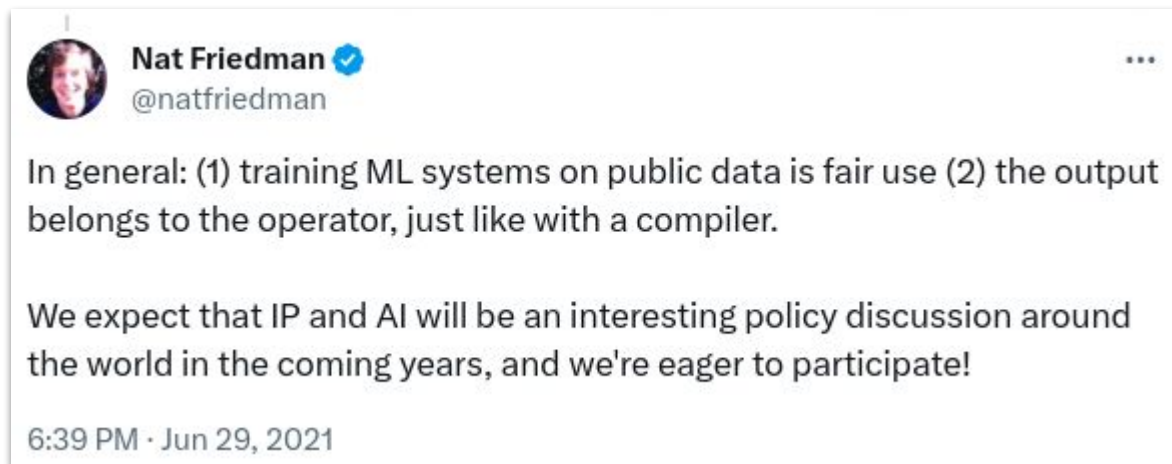 Nat Friedman
@natfriedman
In general: (1) training ML systems on public data is fair use (2) the output
belongs to the operator, just like with a compiler.
We expect that IP and AI will be an interesting policy discussion around
the world in the coming years, and we're eager to participate!
6:39 PM · Jun 29, 2021